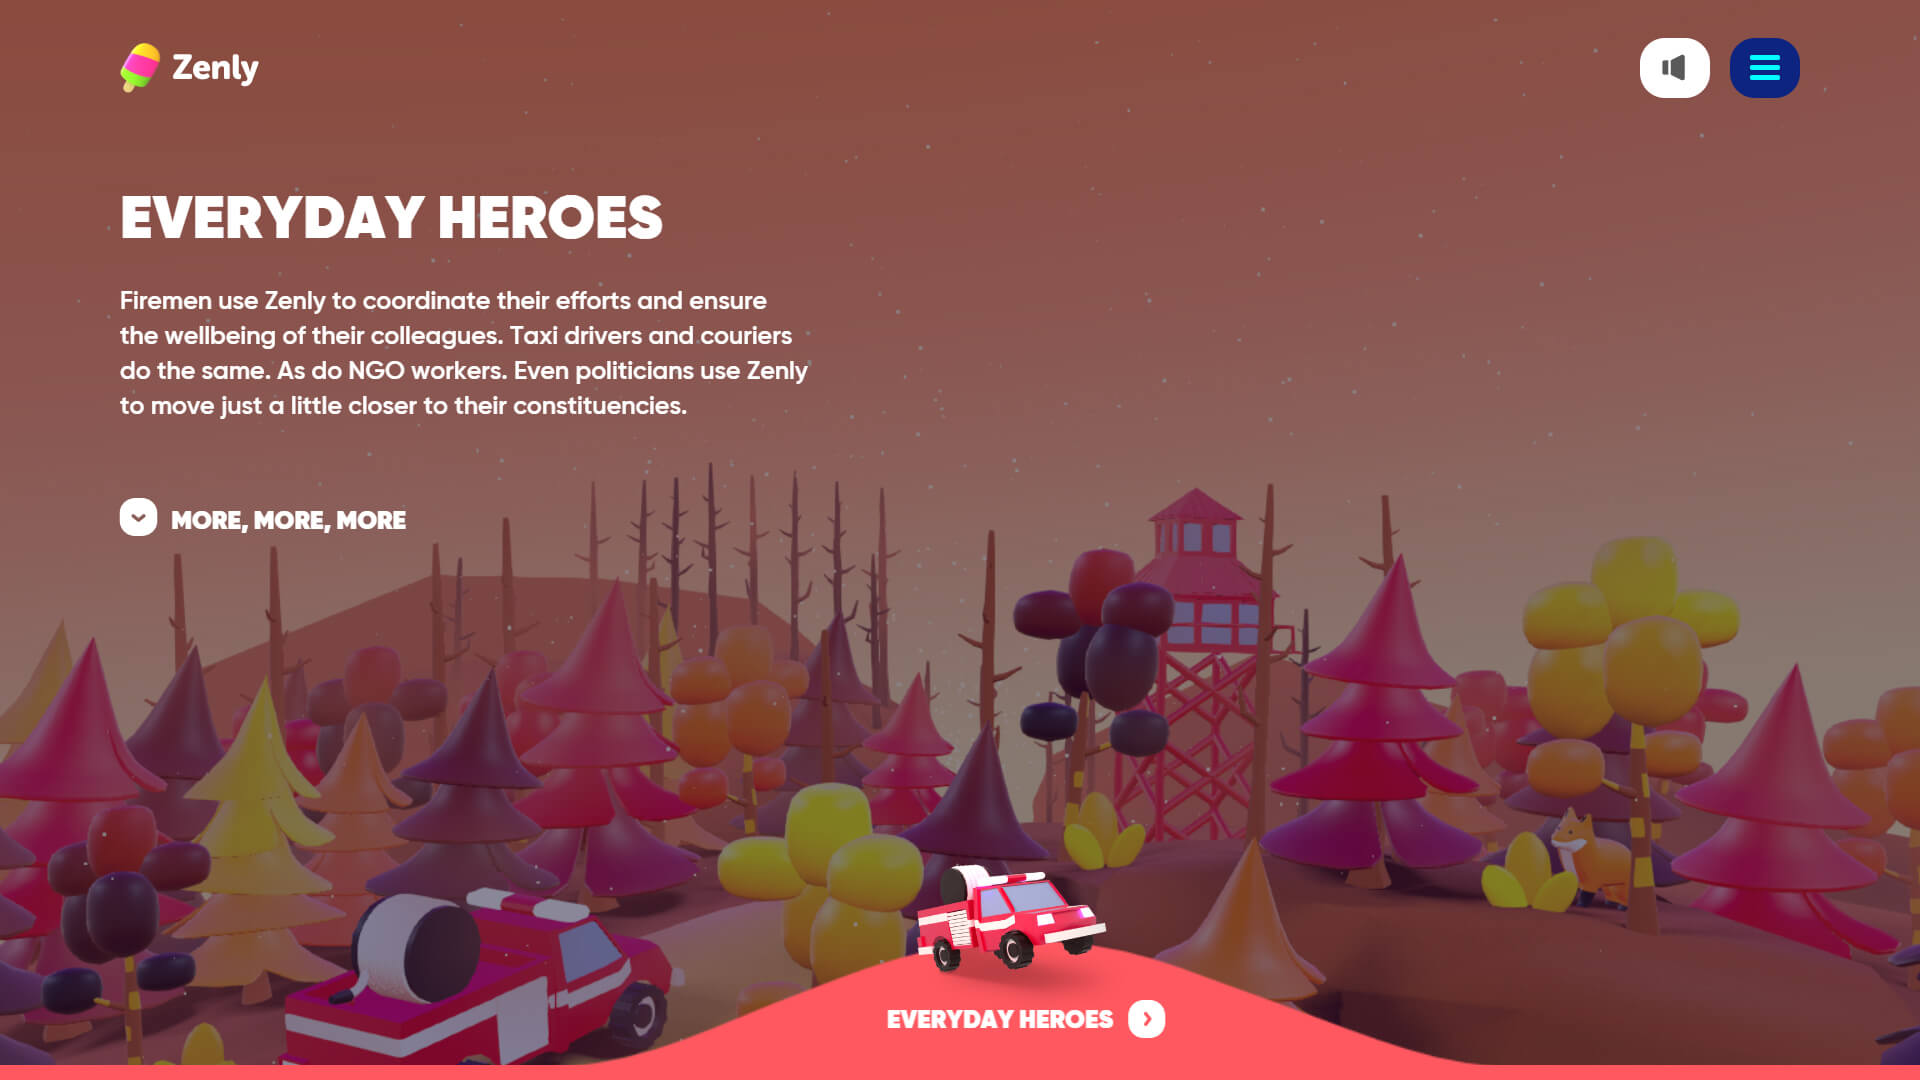 Zenly
EVERYDAY HEROES
Firemen use Zenly to coordinate their efforts and ensure
the wellbeing of their colleagues. Taxi drivers and couriers
do the same. As do NGO workers. Even politicians use Zenly
to move just a little closer to their constituencies.
MORE, MORE, MORE
EVERYDAY HEROES